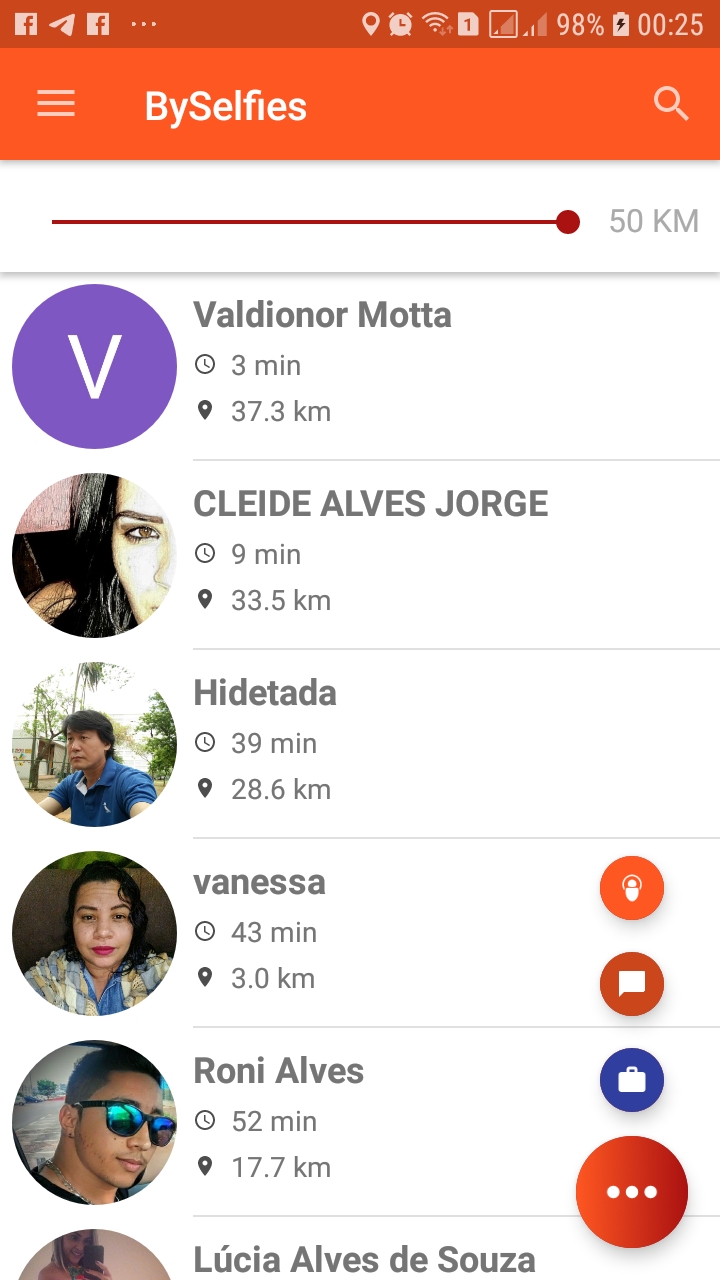 1 98% 00:25
BySelfies
50 KM
V
Valdionor Motta
3 min
37.3 km
CLEIDE ALVES JORGE
9 min
33.5 km
Hidetada
39 min
28.6 km
vanessa
43 min
3.0 km
Roni Alves
52 min
17.7 km
Lúcia Alves de Souza